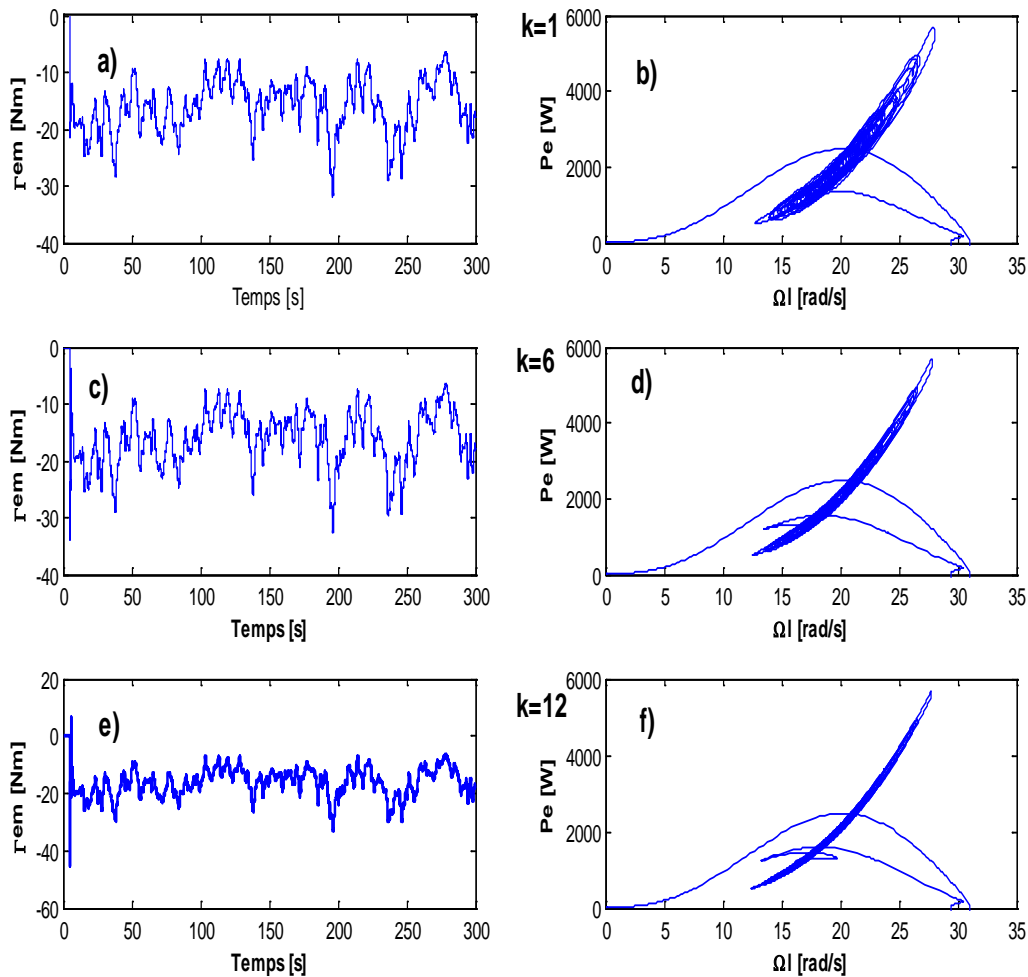 0
-10
-20
-30
-40
0 50 100 150 200 250 300
Temps [s]
Γem [Nm]
a)
k=1
6000
4000
2000
0
0 5 10 15 20 25 30 35
Ωl [rad/s]
Pe [W]
b)
0
-10
-20
-30
-40
0 50 100 150 200 250 300
Temps [s]
Γem [Nm]
c)
k=6
6000
4000
2000
0
0 5 10 15 20 25 30 35
Ωl [rad/s]
Pe [W]
d)
20
0
-20
-40
-60
0 50 100 150 200 250 300
Temps [s]
Γem [Nm]
e)
k=12
6000
4000
2000
0
0 5 10 15 20 25 30 35
Ωl [rad/s]
Pe [W]
f)